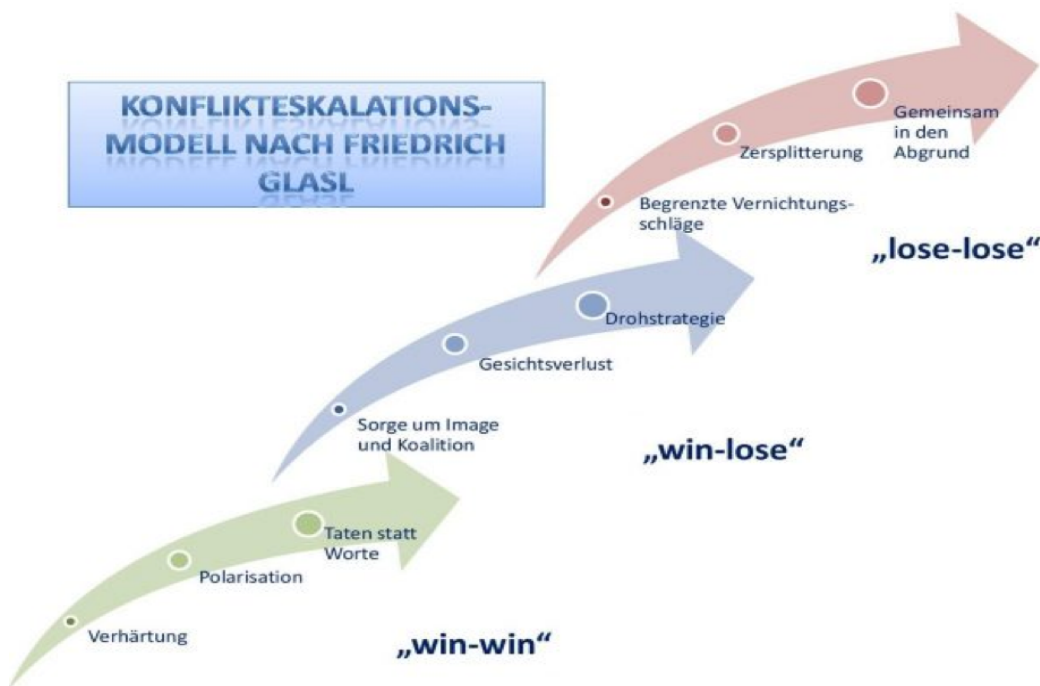 KONFLIKTESKALATIONS-
MODELL NACH FRIEDRICH
GLASL
Gemeinsam
in den
Abgrund
Zersplitterung
Begrenzte Vernichtungs-
schläge
„lose-lose“
Drohstrategie
Gesichtsverlust
Sorge um Image
und Koalition
„win-lose“
Taten statt
Worte
Polarisation
Verhärtung
„win-win“